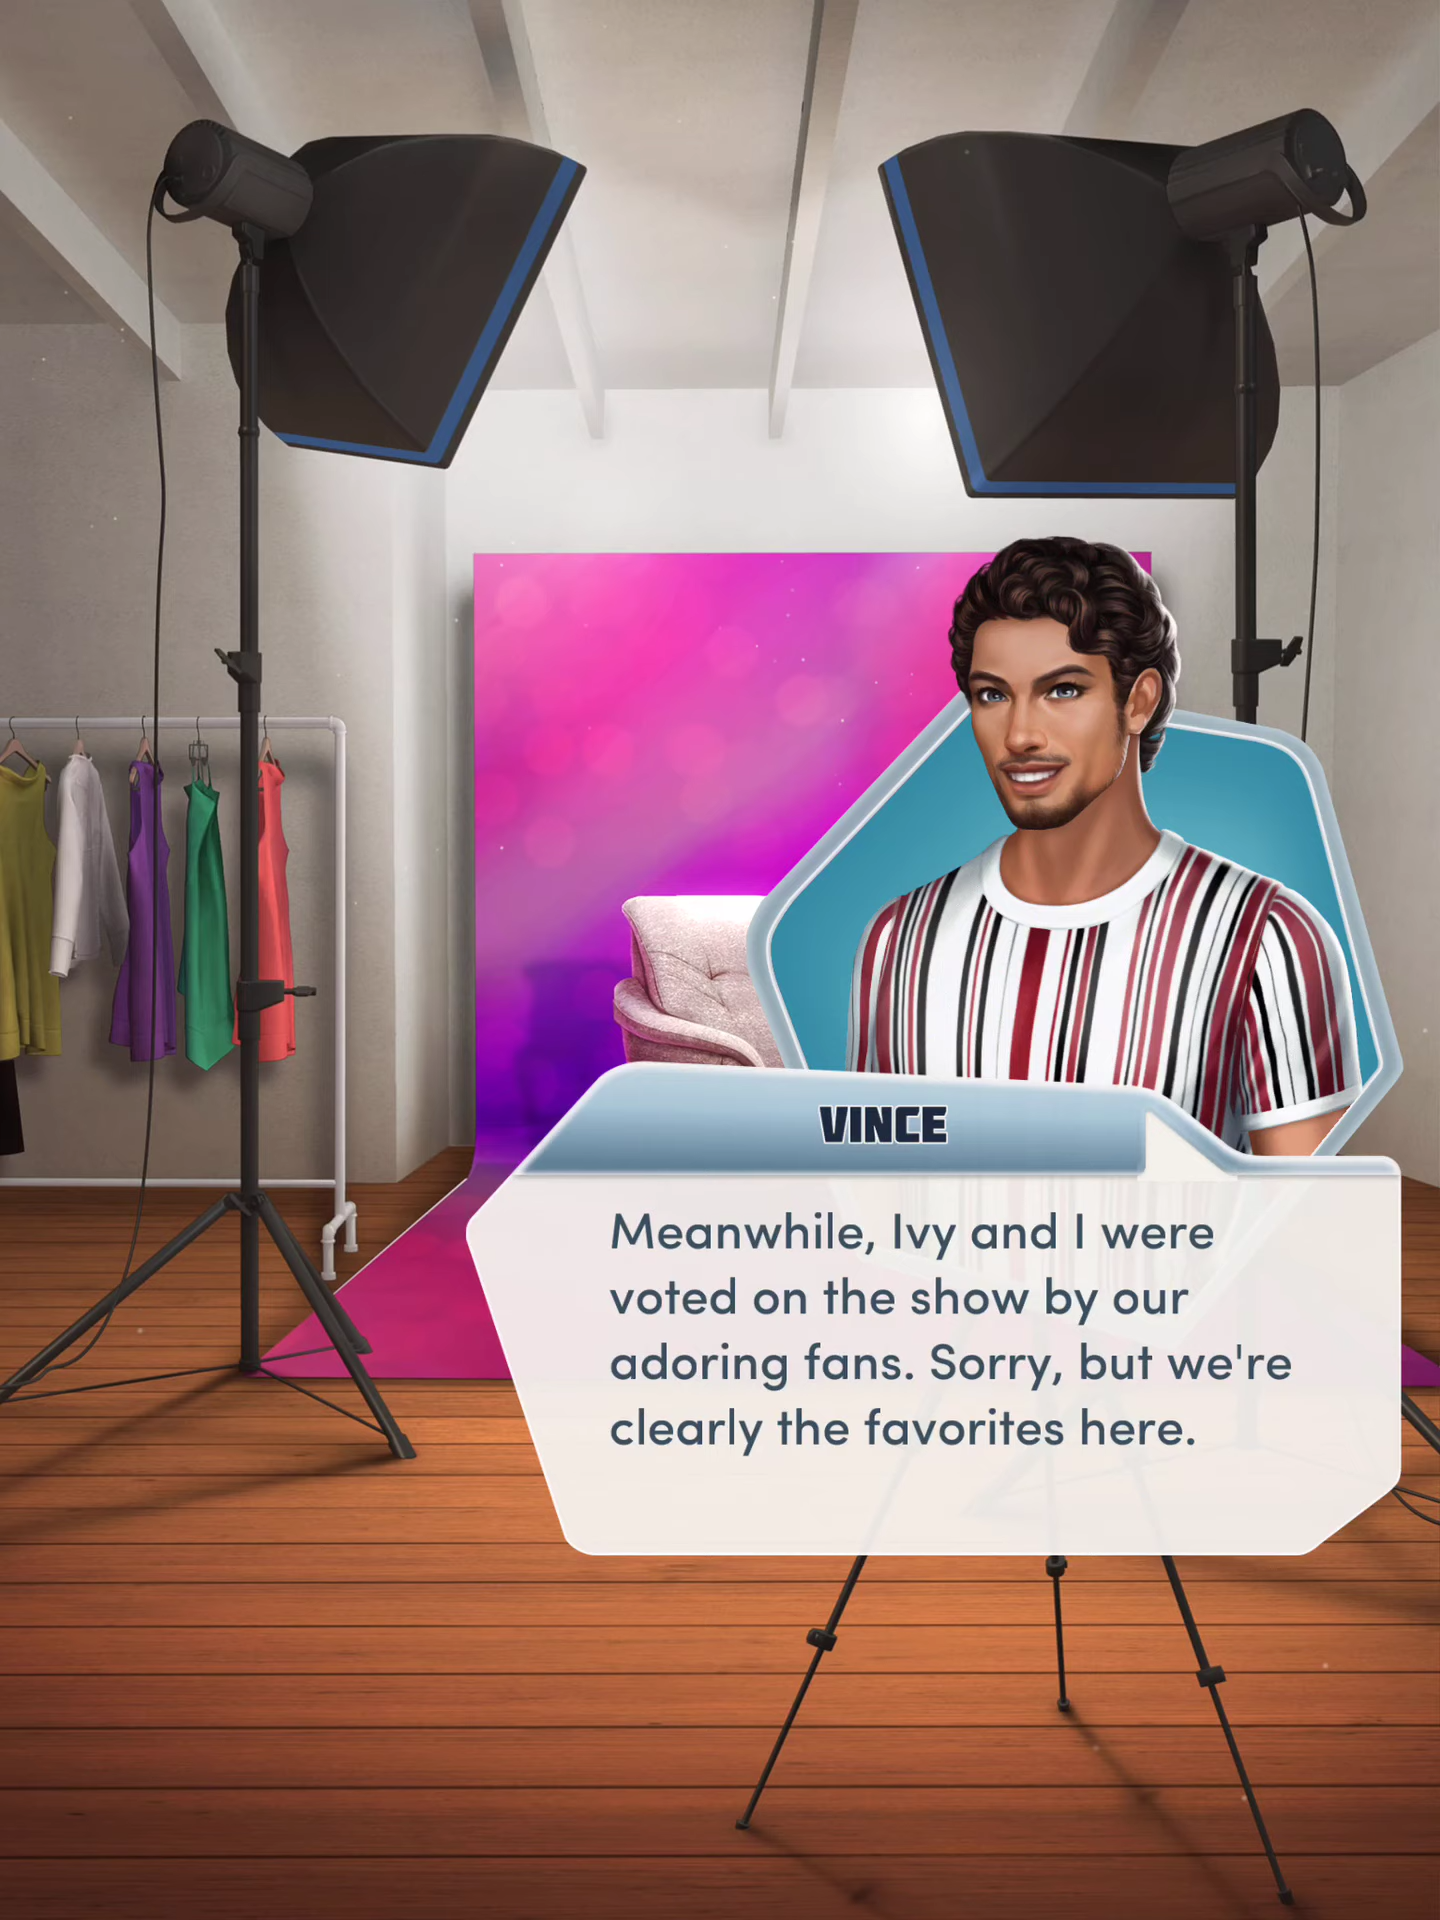 VINCE
Meanwhile, Ivy and I were
voted on the show by our
adoring fans. Sorry, but we're
clearly the favorites here.